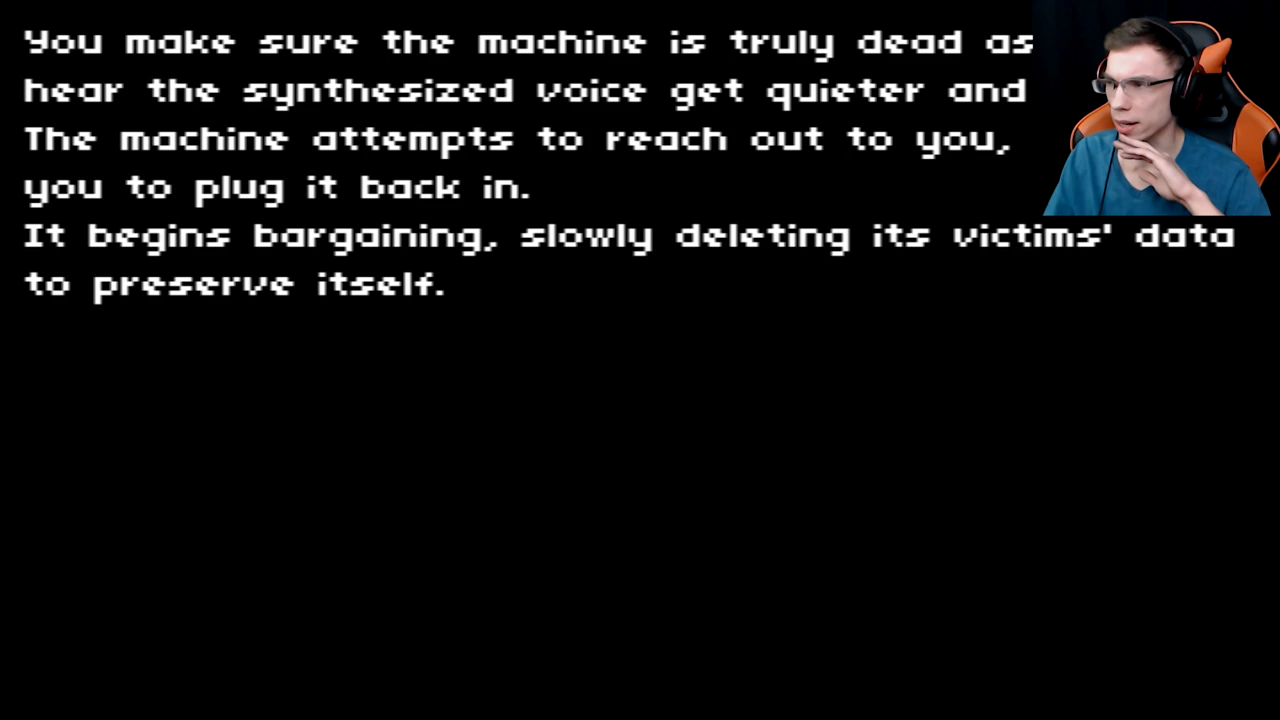 You make sure the machine is truly dead as
hear the synthesized voice get quieter and
The machine attempts to reach out to you,
you to plug it back in.
It begins bargaining, slowly deleting its victims' data
to preserve itself.